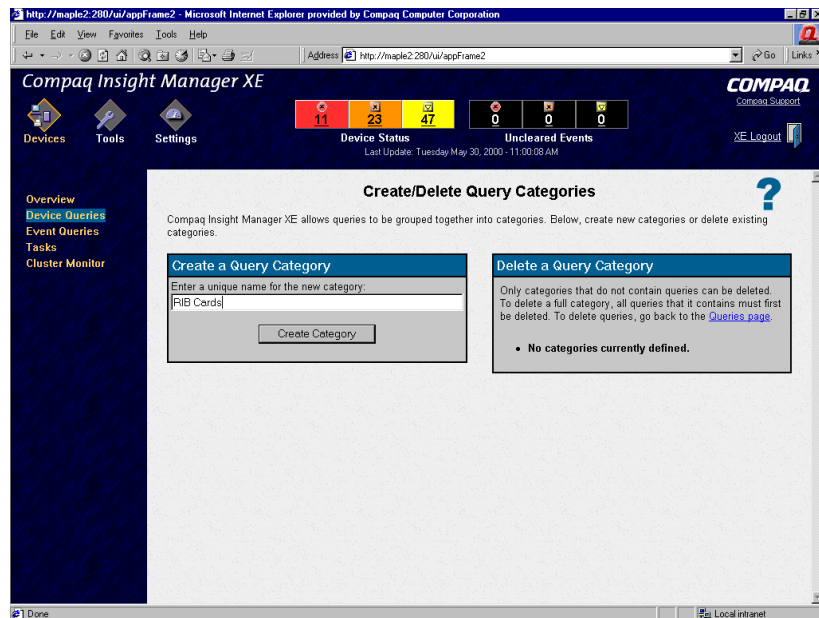 http://maple2:280/ui/appFrame2 - Microsoft Internet Explorer provided by Compaq Computer Corporation
File Edit View Favorites Tools Help
Address http://maple2:280/ui/appFrame2 Go Links »
Compaq Insight Manager XE
COMPAQ
Compaq Support
Devices Tools Settings
11 23 47
0 0 0
Device Status
Uncleared Events
Last Update: Tuesday May 30, 2000 - 11:00:08 AM
XE Logout
Overview
Device Queries
Event Queries
Tasks
Cluster Monitor
Create/Delete Query Categories
?
Compaq Insight Manager XE allows queries to be grouped together into categories. Below, create new categories or delete existing
categories.
Create a Query Category
Enter a unique name for the new category:
RIB Cards
Create Category
Delete a Query Category
Only categories that do not contain queries can be deleted.
To delete a full category, all queries that it contains must first
be deleted. To delete queries, go back to the Queries page.
• No categories currently defined.
Done
Local intranet